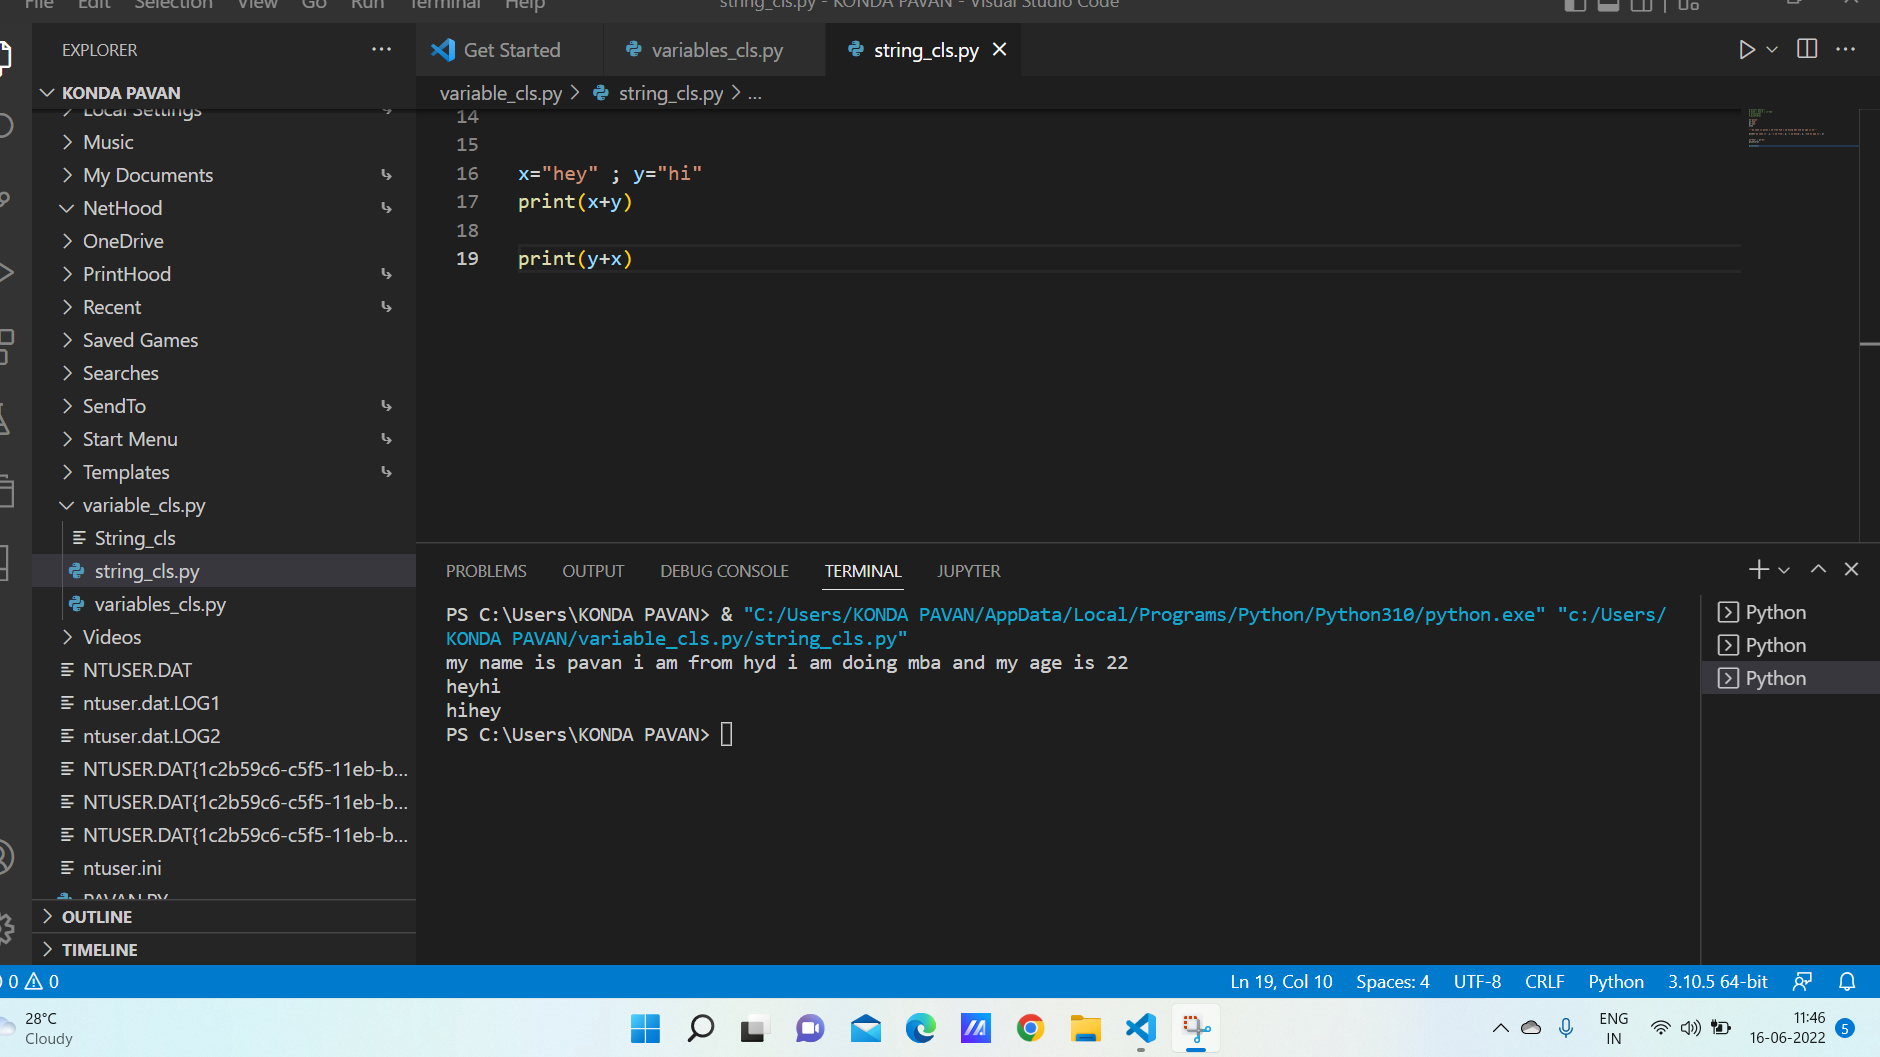 File Edit Selection View Go Run Terminal Help string_cls.py - KONDA PAVAN - Visual Studio Code
EXPLORER
Get Started variables_cls.py string_cls.py
KONDA PAVAN
variable_cls.py > string_cls.py > ...
Local Settings
Music
My Documents
NetHood
OneDrive
PrintHood
Recent
Saved Games
Searches
SendTo
Start Menu
Templates
variable_cls.py
String_cls
string_cls.py
variables_cls.py
Videos
NTUSER.DAT
ntuser.dat.LOG1
ntuser.dat.LOG2
NTUSER.DAT{1c2b59c6-c5f5-11eb-b...
NTUSER.DAT{1c2b59c6-c5f5-11eb-b...
NTUSER.DAT{1c2b59c6-c5f5-11eb-b...
ntuser.ini
PAVAN.PY
OUTLINE
TIMELINE
14
15
16 x="hey" ; y="hi"
17 print(x+y)
18
19 print(y+x)
PROBLEMS OUTPUT DEBUG CONSOLE TERMINAL JUPYTER
PS C:\Users\KONDA PAVAN> & "C:/Users/KONDA PAVAN/AppData/Local/Programs/Python/Python310/python.exe" "c:/Users/
KONDA PAVAN/variable_cls.py/string_cls.py"
my name is pavan i am from hyd i am doing mba and my age is 22
heyhi
hihey
PS C:\Users\KONDA PAVAN>
Python
Python
Python
0 0 Ln 19, Col 10 Spaces: 4 UTF-8 CRLF Python 3.10.5 64-bit
28°C
Cloudy
ENG
IN
11:46
16-06-2022
5